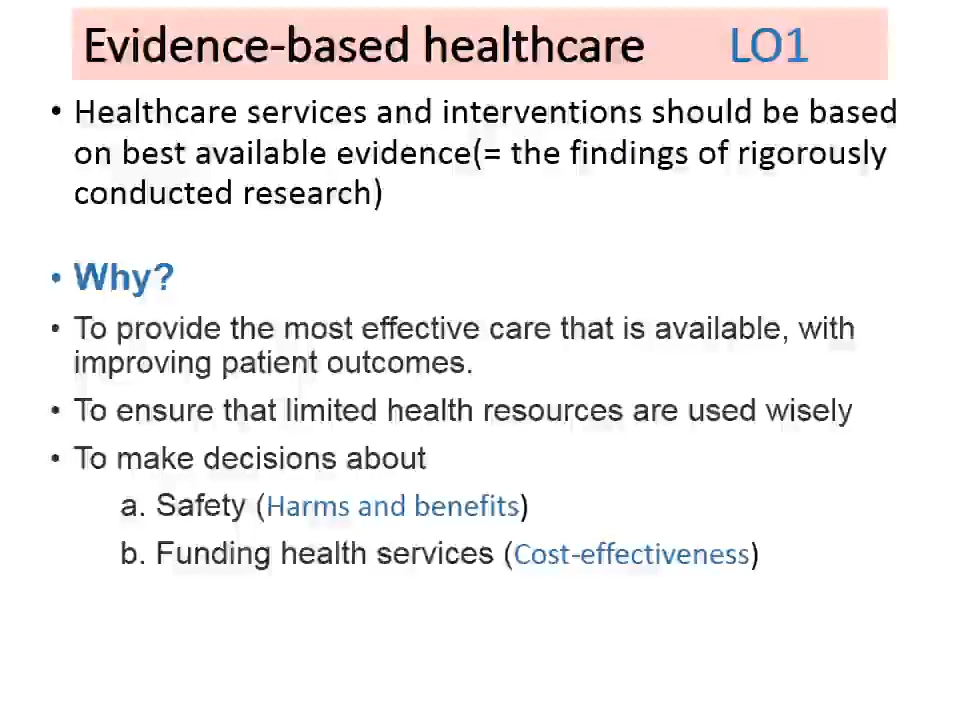 Evidence-based healthcare LO1
• Healthcare services and interventions should be based
on best available evidence(= the findings of rigorously
conducted research)
• Why?
• To provide the most effective care that is available, with
improving patient outcomes.
• To ensure that limited health resources are used wisely
• To make decisions about
a. Safety (Harms and benefits)
b. Funding health services (Cost-effectiveness)